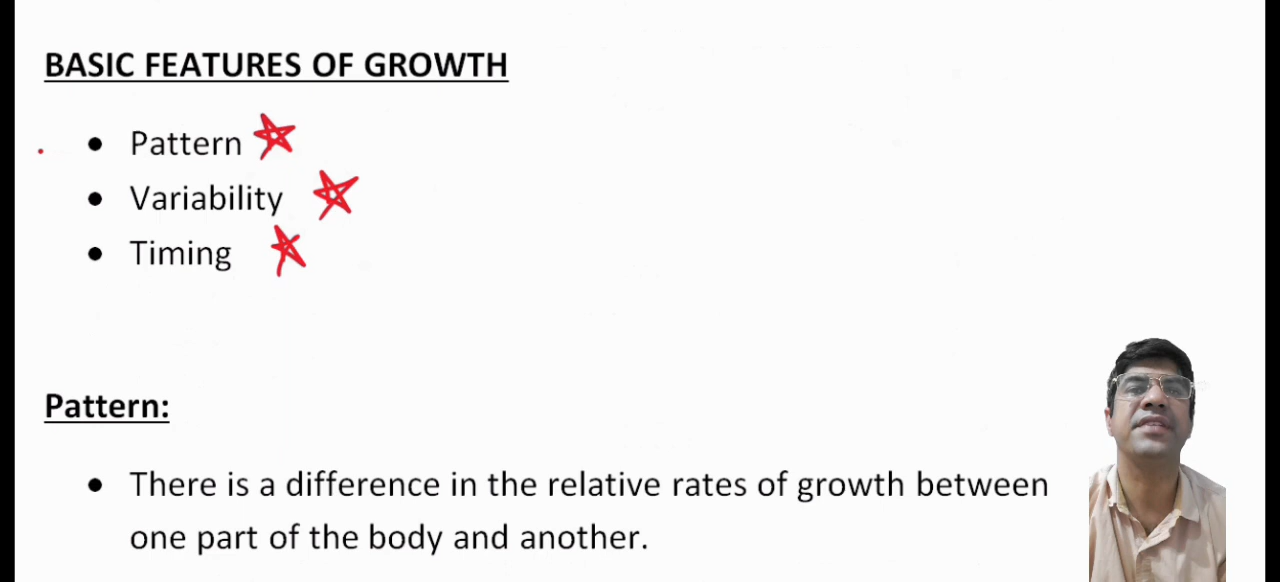 BASIC FEATURES OF GROWTH
• Pattern
• Variability
• Timing
Pattern:
• There is a difference in the relative rates of growth between
one part of the body and another.